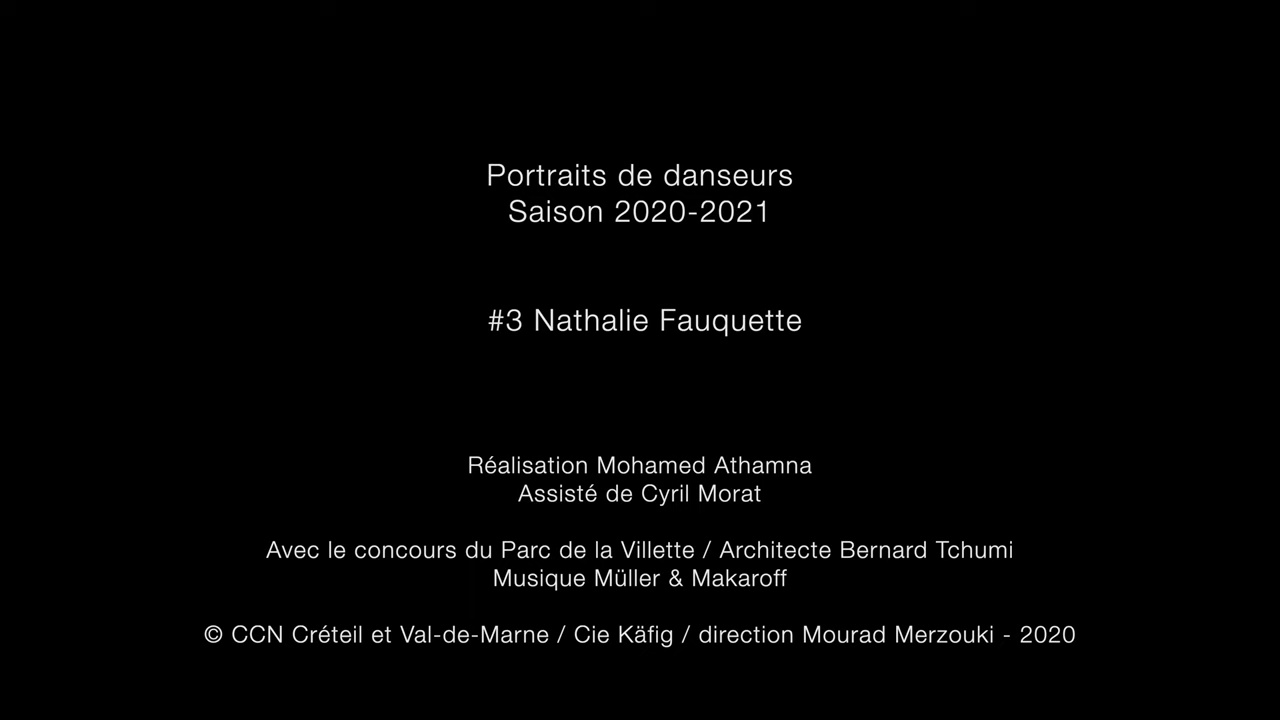 Portraits de danseurs
Saison 2020-2021
#3 Nathalie Fauquette
Réalisation Mohamed Athamna
Assisté de Cyril Morat
Avec le concours du Parc de la Villette / Architecte Bernard Tchumi
Musique Müller & Makaroff
© CCN Créteil et Val-de-Marne / Cie Käfig / direction Mourad Merzouki - 2020